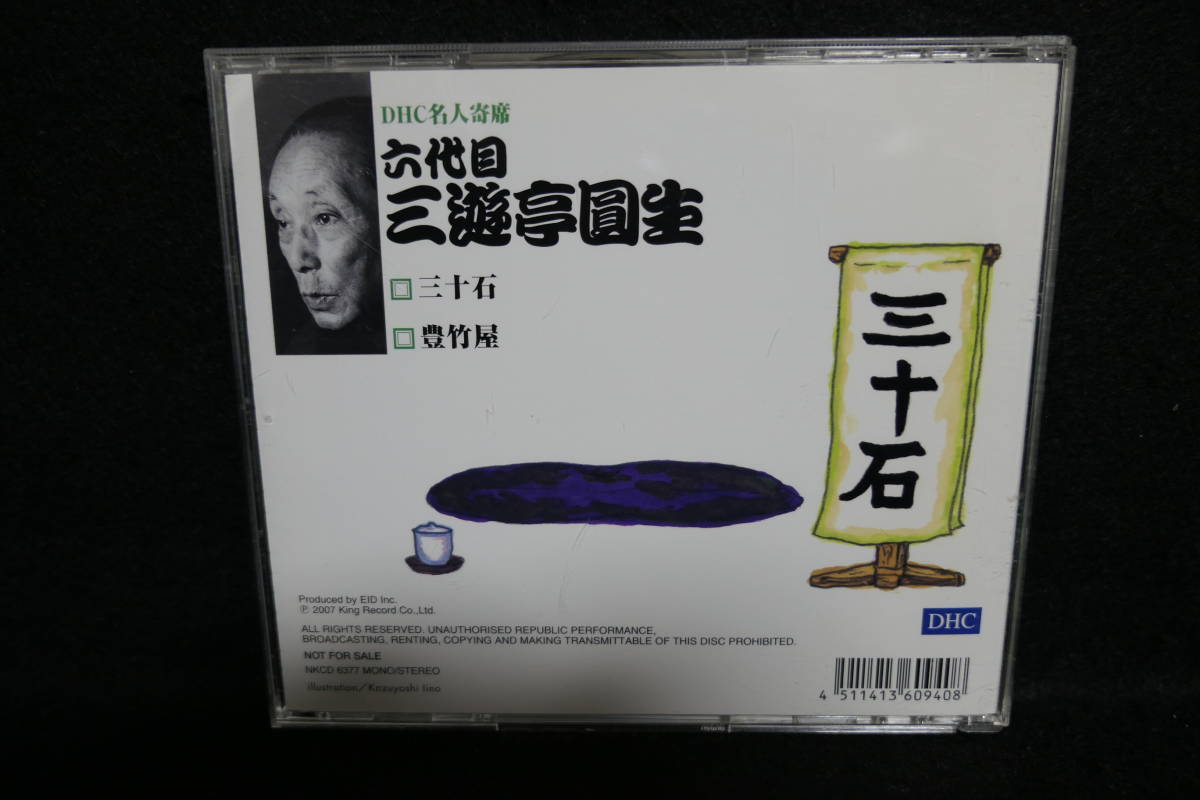 DHC名人寄席
六代目
三遊亭圓生
三十石
豊竹屋
三十石
Produced by EID Inc.
℗ 2007 King Record Co.,Ltd.
ALL RIGHTS RESERVED. UNAUTHORISED REPUBLIC PERFORMANCE,
BROADCASTING, RENTING, COPYING AND MAKING TRANSMITTABLE OF THIS DISC PROHIBITED.
NOT FOR SALE
NKCD 6377 MONO/STEREO
illustration／Kazuyoshi Iino
DHC
4 511413 609408